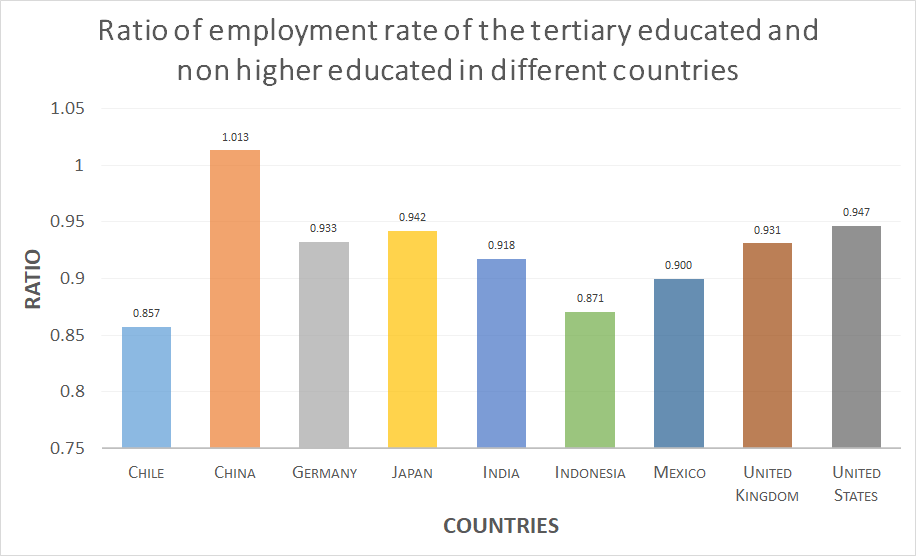 Ratio of employment rate of the tertiary educated and
non higher educated in different countries
1.05
1
0.95
0.9
0.85
0.8
0.75
RATIO
0.857
1.013
0.933
0.942
0.918
0.871
0.900
0.931
0.947
CHILE
CHINA
GERMANY
JAPAN
INDIA
INDONESIA
MEXICO
UNITED
KINGDOM
UNITED
STATES
COUNTRIES